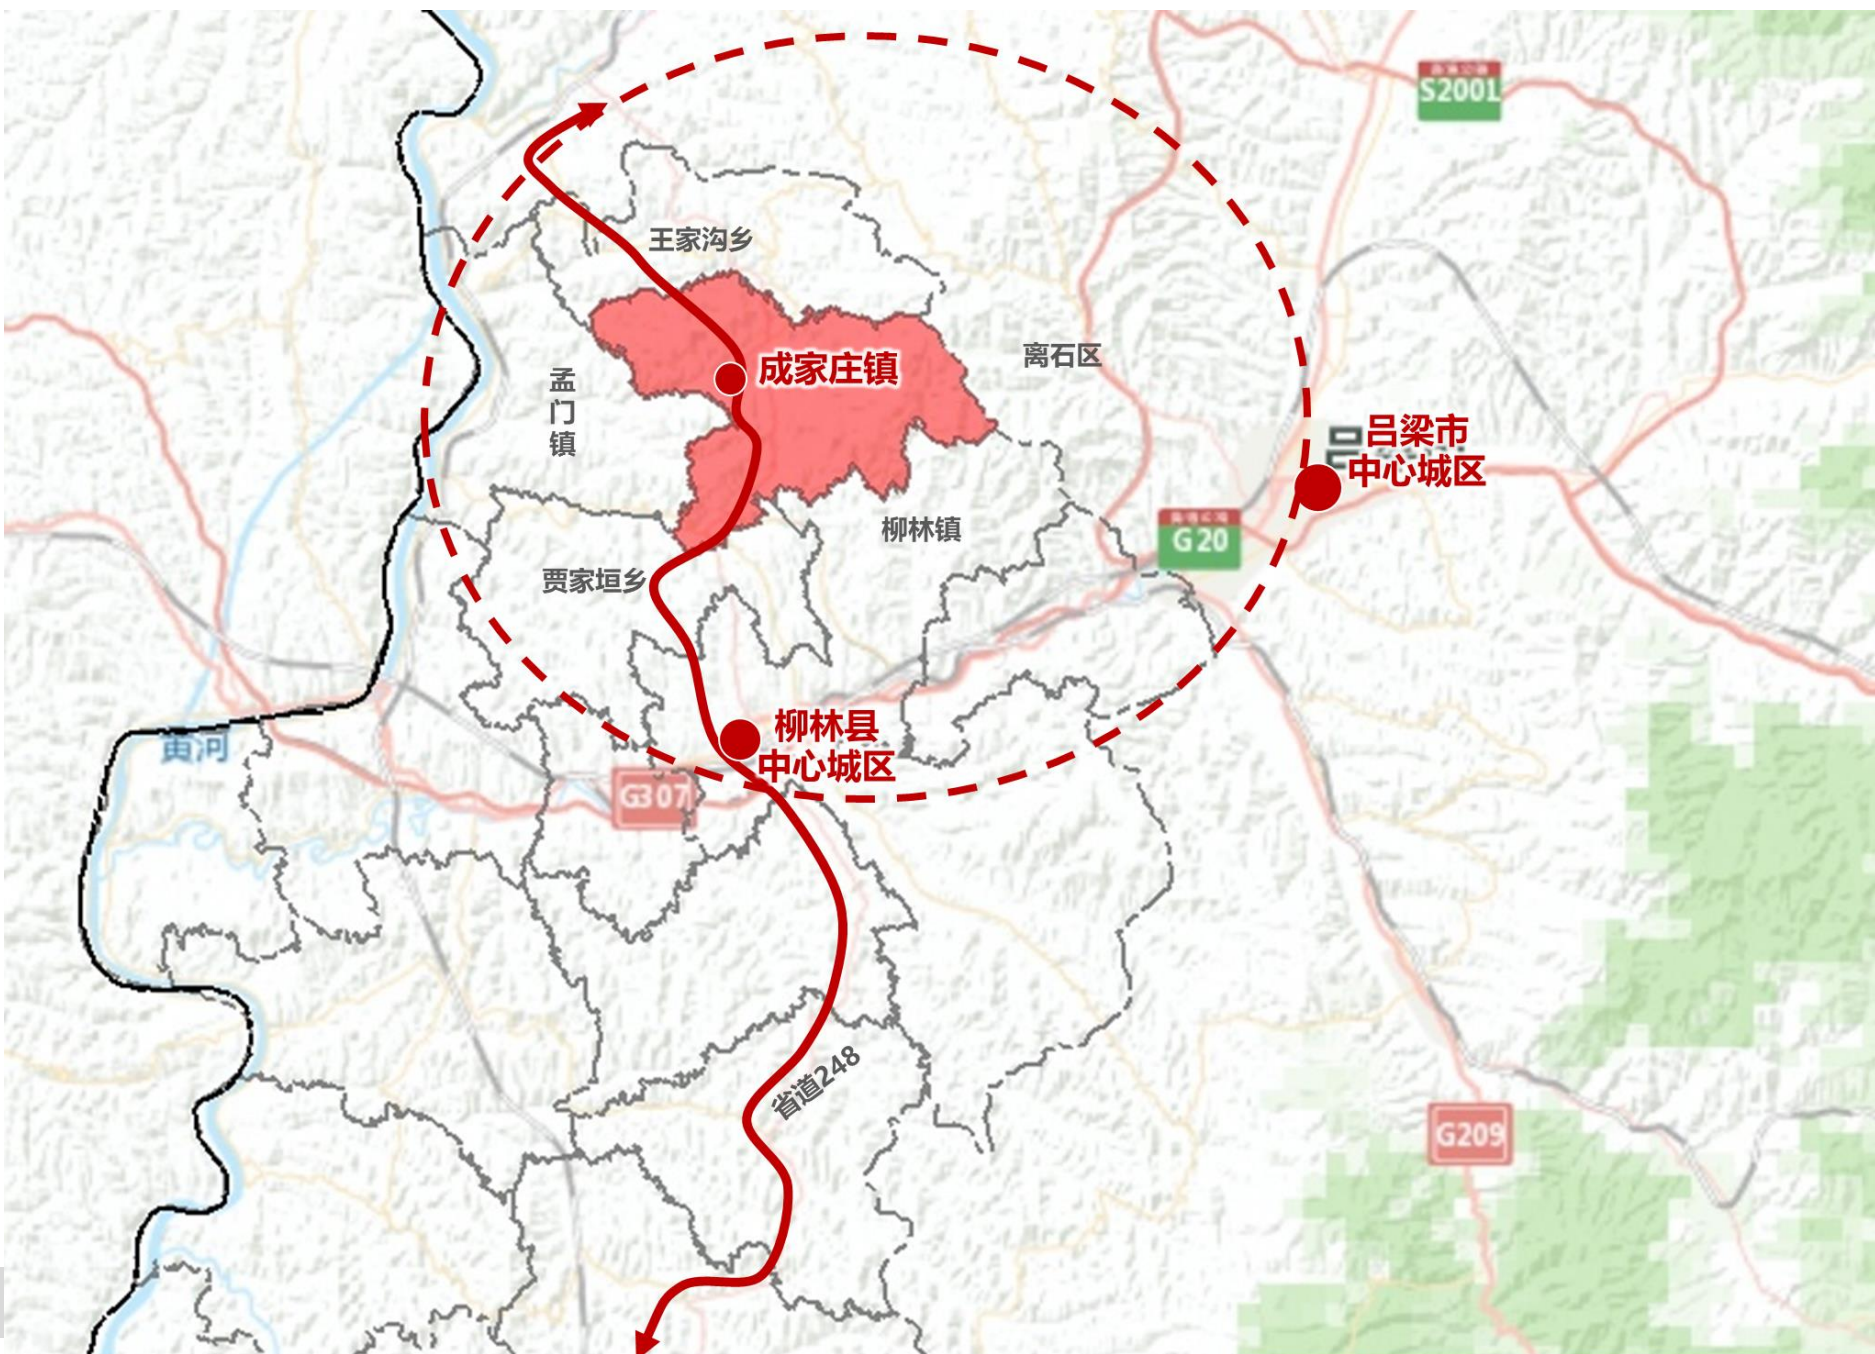 S2001
王家沟乡
离石区
成家庄镇
孟
门
镇
吕梁市
中心城区
吕
柳林镇
G20
贾家垣乡
柳林县
中心城区
黄河
G307
省道248
G209